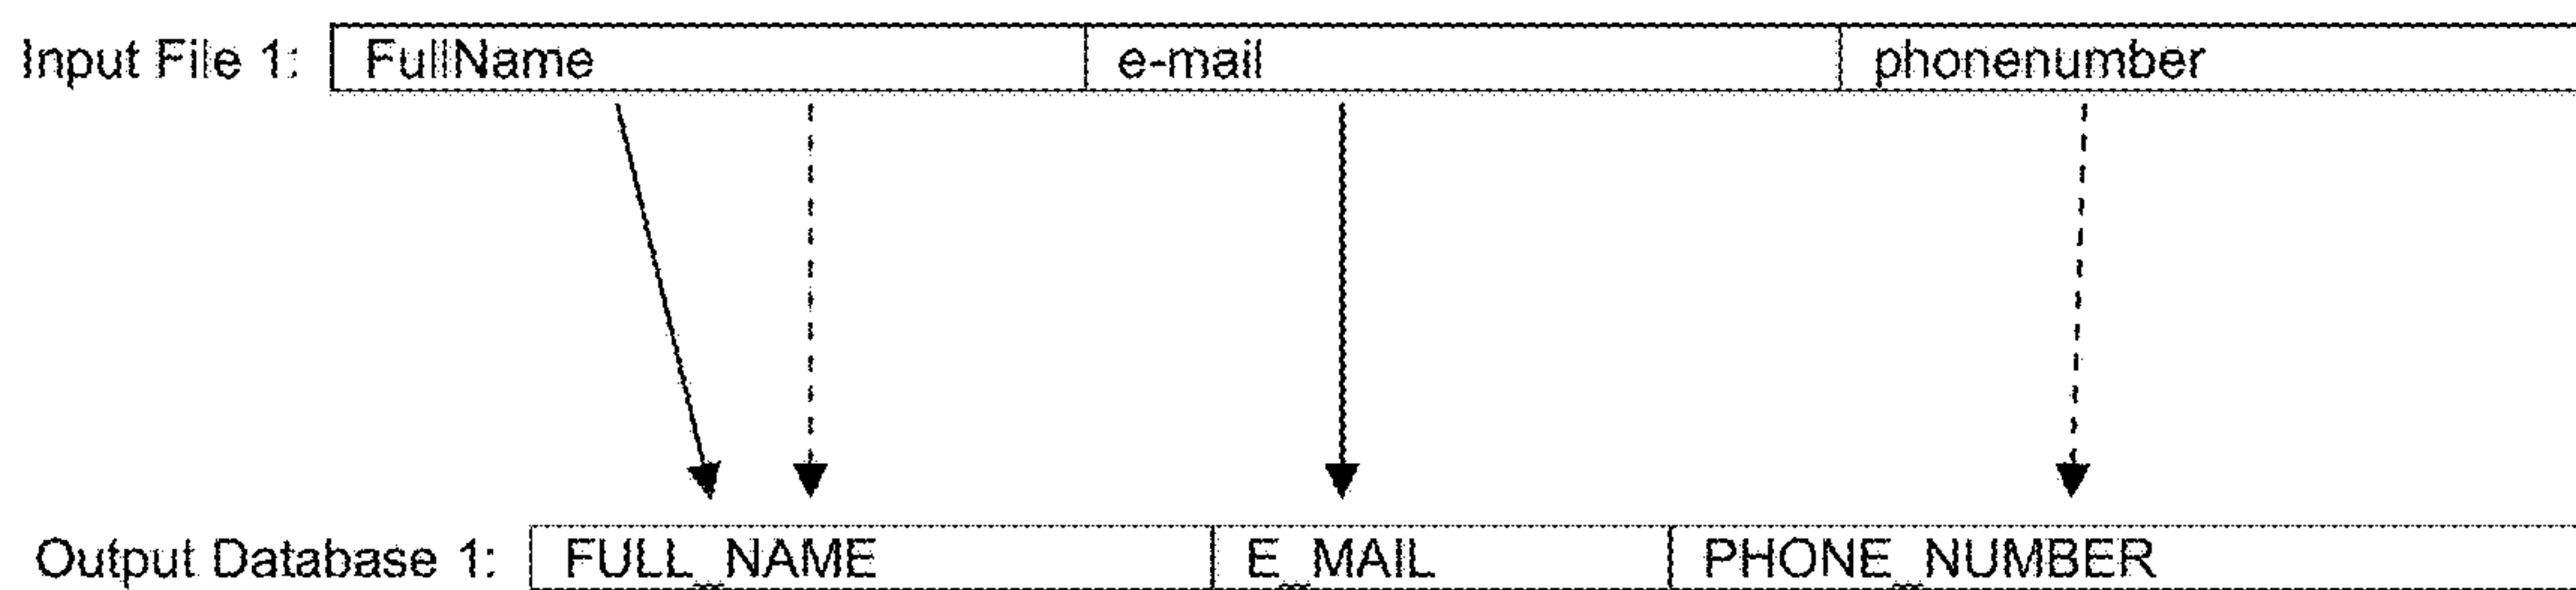 Input File 1: FullName e-mail phonenumber
Output Database 1: FULL_NAME E_MAIL PHONE_NUMBER